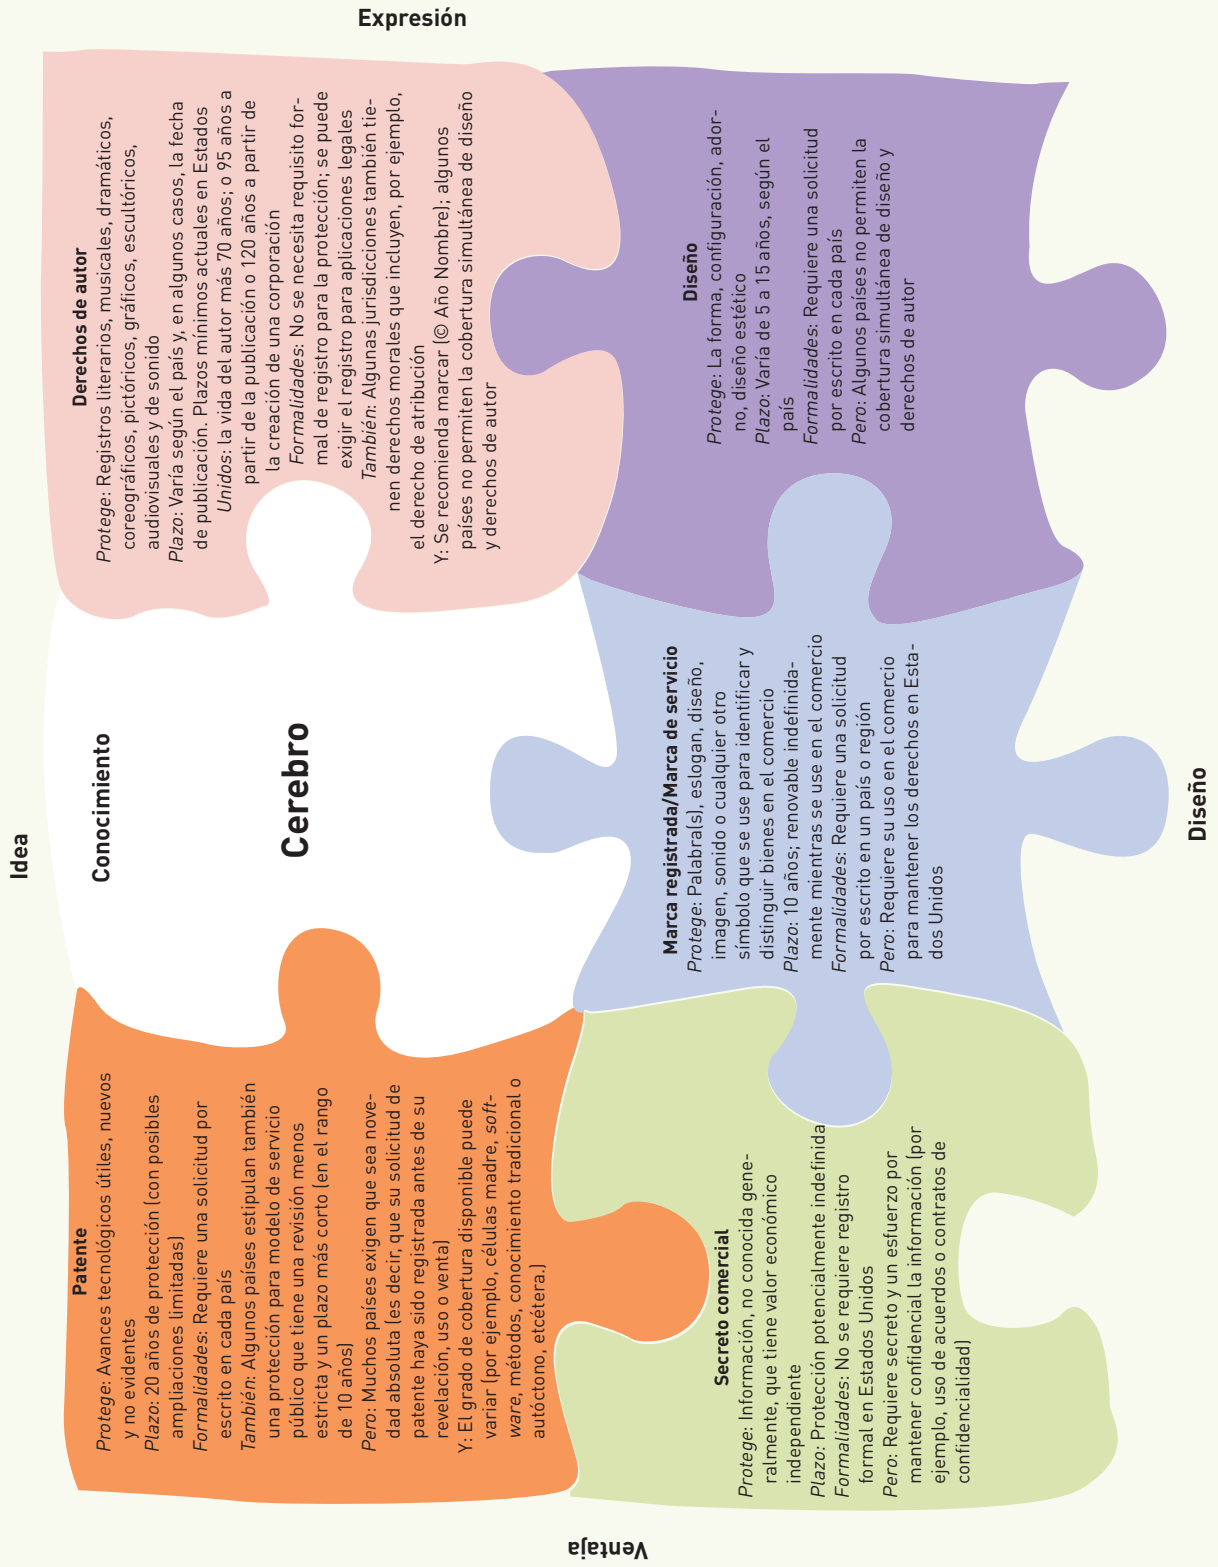 Idea
Conocimiento
Cerebro
Patente
Protege: Avances tecnológicos útiles, nuevos
y no evidentes
Plazo: 20 años de protección (con posibles
ampliaciones limitadas)
Formalidades: Requiere una solicitud por
escrito en cada país
También: Algunos países estipulan también
una protección para modelo de servicio
público que tiene una revisión menos
estricta y un plazo más corto (en el rango
de 10 años)
Pero: Muchos países exigen que sea nove-
dad absoluta (es decir, que su solicitud de
patente haya sido registrada antes de su
revelación, uso o venta)
Y: El grado de cobertura disponible puede
variar (por ejemplo, células madre, soft-
ware, métodos, conocimiento tradicional o
autóctono, etcétera.)
Derechos de autor
Protege: Registros literarios, musicales, dramáticos,
coreográficos, pictóricos, gráficos, escultóricos,
audiovisuales y de sonido
Plazo: Varía según el país y, en algunos casos, la fecha
de publicación. Plazos mínimos actuales en Estados
Unidos: la vida del autor más 70 años; o 95 años a
partir de la publicación o 120 años a partir de
la creación de una corporación
Formalidades: No se necesita requisito for-
mal de registro para la protección; se puede
exigir el registro para aplicaciones legales
También: Algunas jurisdicciones también tie-
nen derechos morales que incluyen, por ejemplo,
el derecho de atribución
Y: Se recomienda marcar (© Año Nombre); algunos
países no permiten la cobertura simultánea de diseño
y derechos de autor
Expresión
Ventaja
Secreto comercial
Protege: Información, no conocida gene-
ralmente, que tiene valor económico
independiente
Plazo: Protección potencialmente indefinida
Formalidades: No se requiere registro
formal en Estados Unidos
Pero: Requiere secreto y un esfuerzo por
mantener confidencial la información (por
ejemplo, uso de acuerdos o contratos de
confidencialidad)
Marca registrada/Marca de servicio
Protege: Palabra(s), eslogan, diseño,
imagen, sonido o cualquier otro
símbolo que se use para identificar y
distinguir bienes en el comercio
Plazo: 10 años; renovable indefinida-
mente mientras se use en el comercio
Formalidades: Requiere una solicitud
por escrito en un país o región
Pero: Requiere su uso en el comercio
para mantener los derechos en Esta-
dos Unidos
Diseño
Protege: La forma, configuración, ador-
no, diseño estético
Plazo: Varía de 5 a 15 años, según el
país
Formalidades: Requiere una solicitud
por escrito en cada país
Pero: Algunos países no permiten la
cobertura simultánea de diseño y
derechos de autor
Diseño